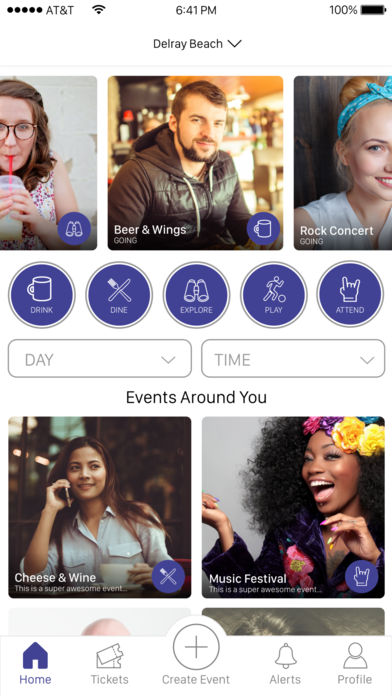 AT&T 6:41 PM 100%
Delray Beach
Beer & Wings
GOING
Rock Concert
GOING
DRINK DINE EXPLORE PLAY ATTEND
DAY TIME
Events Around You
Cheese & Wine
This is a super awesome event...
Music Festival
This is a super awesome event...
Home Tickets Create Event Alerts Profile